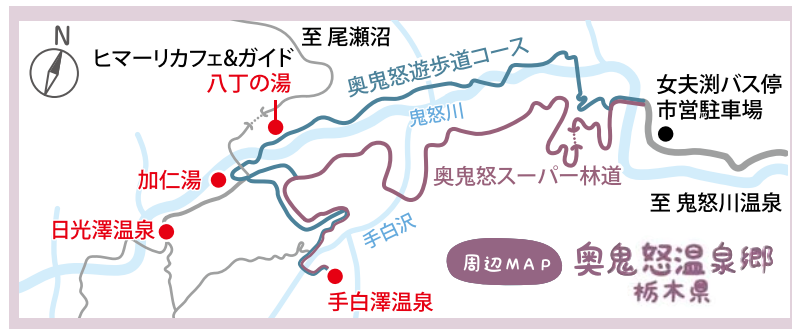 N
至 尾瀬沼
ヒマーリカフェ&ガイド
八丁の湯
奥鬼怒遊歩道コース
鬼怒川
女夫渕バス停
市営駐車場
加仁湯
奥鬼怒スーパー林道
至 鬼怒川温泉
日光澤温泉
手白沢
手白澤温泉
周辺MAP
奥鬼怒温泉郷
栃木県